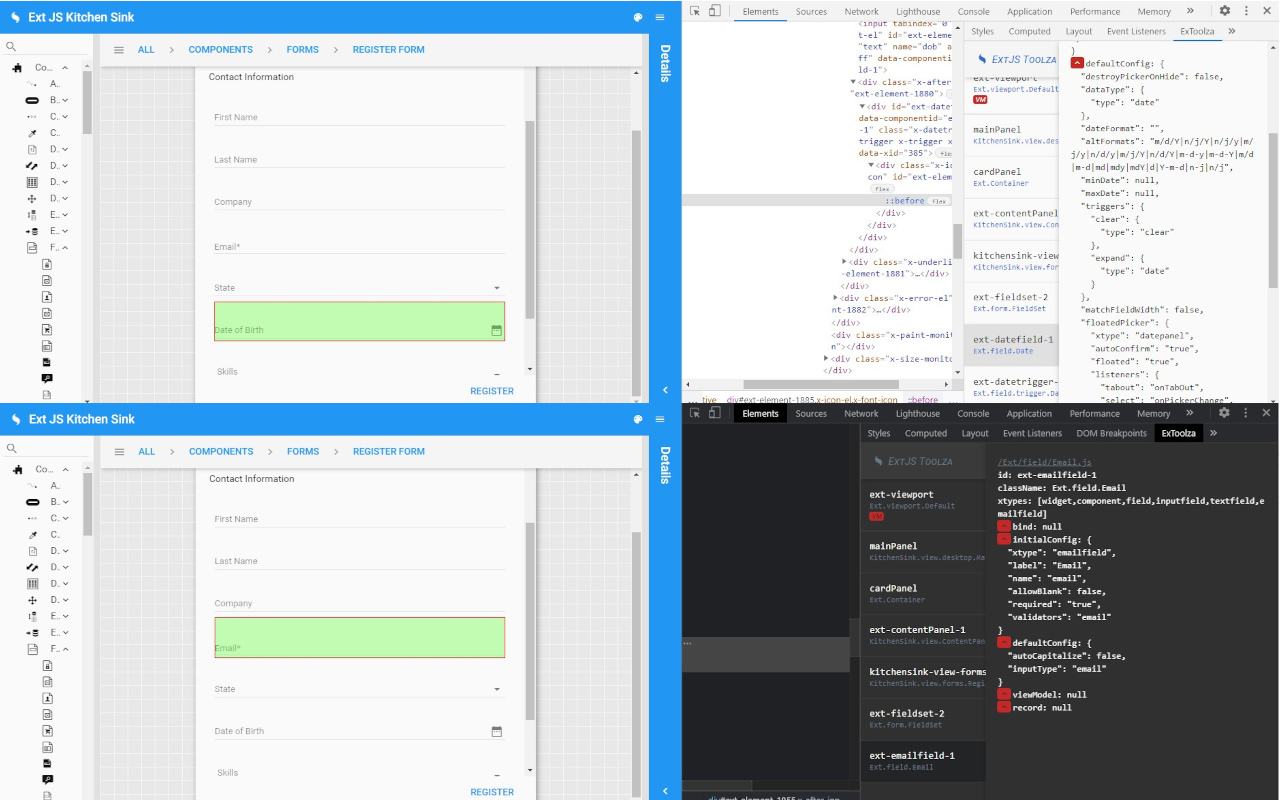 Ext JS Kitchen Sink
ALL > COMPONENTS > FORMS > REGISTER FORM
Co...
A..
B..
C..
C..
D..
D..
D..
D..
E..
E..
F..
Contact Information
First Name
Last Name
Company
Email*
State
Date of Birth
Skills
REGISTER
Details
Elements Sources Network Lighthouse Console Application Performance Memory »
<input tabindex="0"
t-el" id="ext-eleme
"text" name="dob" a
ff" data-componenti
ld-1">
<div class="x-after
"ext-element-1880">
<div id="ext-date
data-componentid="e
-1" class="x-datetr
trigger x-trigger x
data-xid="385"> flex
<div class="x-ic
con" id="ext-elem
flex
::before flex
</div>
</div>
</div>
</div>
<div class="x-underli
-element-1881">…</div>
</div>
<div class="x-error-el"
nt-1882">…</div>
</div>
<div class="x-paint-monit
n"></div>
<div class="x-size-monito
</div>
… tive div#ext-element-1885.x-icon-el.x-font-icon ::before …
Styles Computed Layout Event Listeners ExToolza »
EXTJS TOOLZA
ext-viewport
Ext.viewport.Default
VM
mainPanel
KitchenSink.view.des
cardPanel
Ext.Container
ext-contentPanel
KitchenSink.view.Con
kitchensink-view
KitchenSink.view.for
ext-fieldset-2
Ext.form.FieldSet
ext-datefield-1
Ext.field.Date
ext-datetrigger-
Ext.field.trigger.Da
}
defaultConfig: {
"destroyPickerOnHide": false,
"dataType": {
"type": "date"
},
"dateFormat": "",
"altFormats": "m/d/Y|n/j/Y|n/j/y|m/
j/y|n/d/y|m/j/Y|n/d/Y|m-d-y|m-d-Y|m/d
|m-d|md|mdy|mdY|d|Y-m-d|n-j|n/j",
"minDate": null,
"maxDate": null,
"triggers": {
"clear": {
"type": "clear"
},
"expand": {
"type": "date"
}
},
"matchFieldWidth": false,
"floatedPicker": {
"xtype": "datepanel",
"autoConfirm": "true",
"floated": "true",
"listeners": {
"tabout": "onTabOut",
"select": "onPickerChange",
Ext JS Kitchen Sink
ALL > COMPONENTS > FORMS > REGISTER FORM
Co...
A..
B..
C..
C..
D..
D..
D..
D..
E..
E..
F..
Contact Information
First Name
Last Name
Company
Email*
State
Date of Birth
Skills
REGISTER
Details
Elements Sources Network Lighthouse Console Application Performance Memory »
Styles Computed Layout Event Listeners DOM Breakpoints ExToolza »
…
div#ext-element-1855.x-after-inp
EXTJS TOOLZA
ext-viewport
Ext.viewport.Default
VM
mainPanel
KitchenSink.view.desktop.Ma
cardPanel
Ext.Container
ext-contentPanel-1
KitchenSink.view.ContentPan
kitchensink-view-forms
KitchenSink.view.forms.Regi
ext-fieldset-2
Ext.form.FieldSet
ext-emailfield-1
Ext.field.Email
/Ext/field/Email.js
id: ext-emailfield-1
className: Ext.field.Email
xtypes: [widget,component,field,inputfield,textfield,e
mailfield]
bind: null
initialConfig: {
"xtype": "emailfield",
"label": "Email",
"name": "email",
"allowBlank": false,
"required": "true",
"validators": "email"
}
defaultConfig: {
"autoCapitalize": false,
"inputType": "email"
}
viewModel: null
record: null